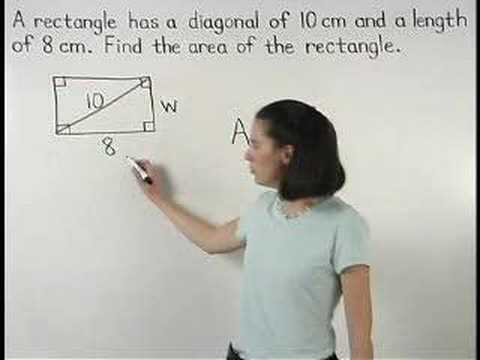 A rectangle has a diagonal of 10 cm and a length
of 8 cm. Find the area of the rectangle.
10
W
8
A